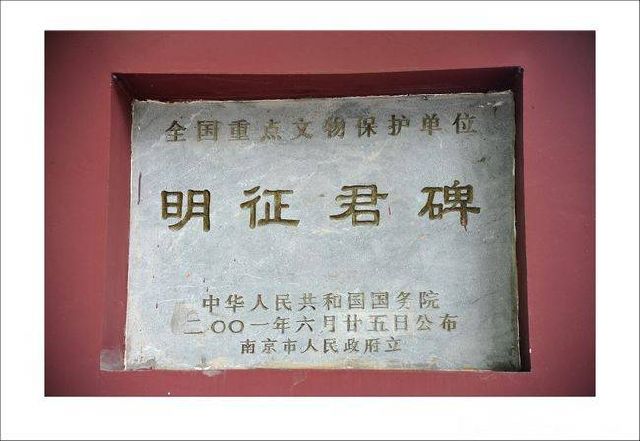 全国重点文物保护单位
明征君碑
中华人民共和国国务院
二〇〇一年六月廿五日公布
南京市人民政府立